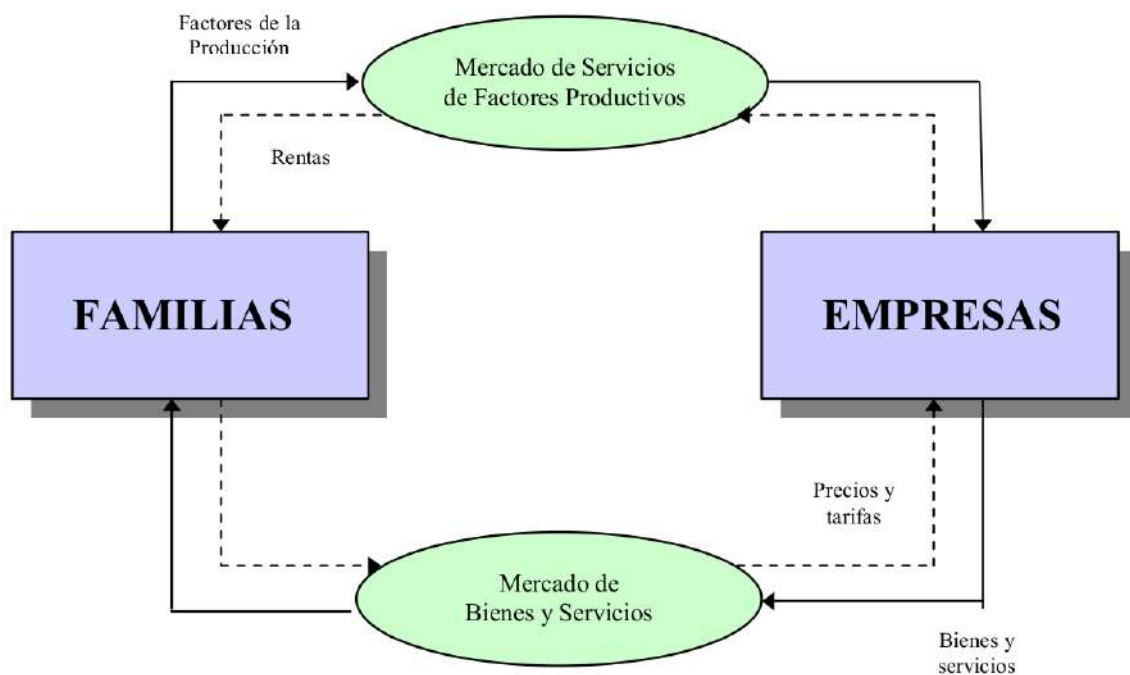 Factores de la
Producción
Mercado de Servicios
de Factores Productivos
Rentas
FAMILIAS
EMPRESAS
Precios y
tarifas
Mercado de
Bienes y Servicios
Bienes y
servicios